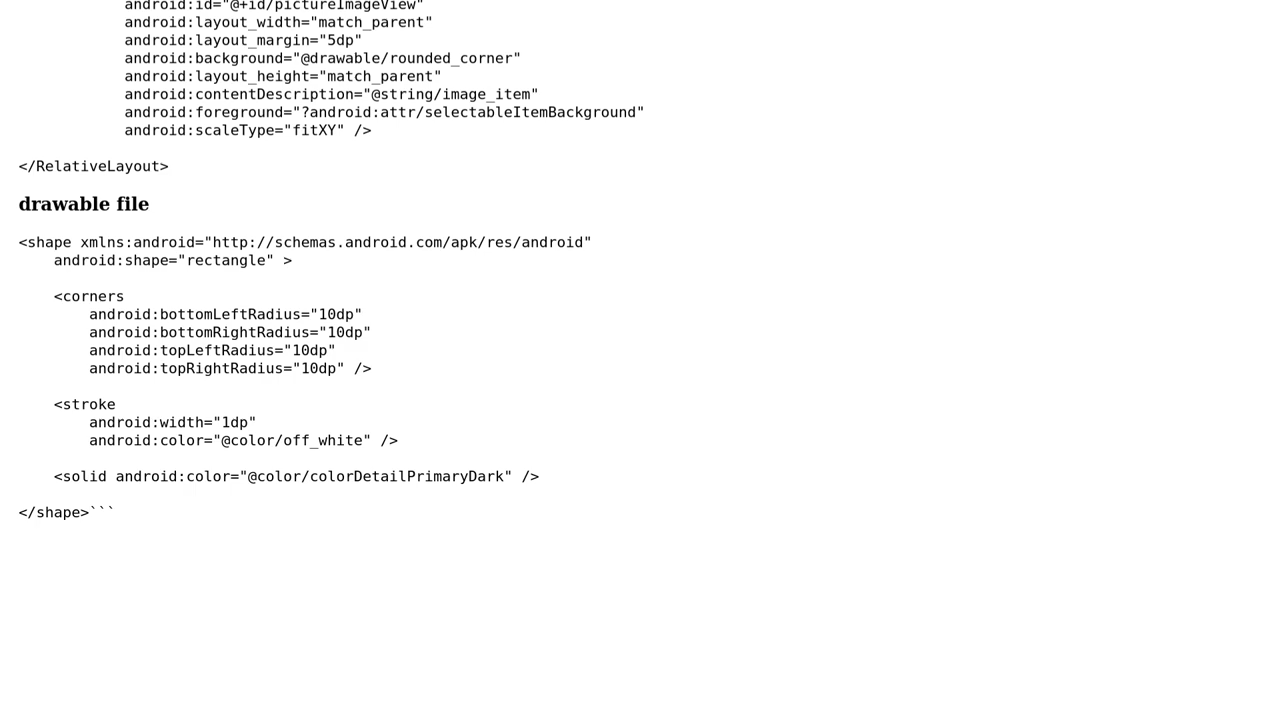 android:id="@+id/pictureImageView"
android:layout_width="match_parent"
android:layout_margin="5dp"
android:background="@drawable/rounded_corner"
android:layout_height="match_parent"
android:contentDescription="@string/image_item"
android:foreground="?android:attr/selectableItemBackground"
android:scaleType="fitXY" />
</RelativeLayout>
drawable file
<shape xmlns:android="http://schemas.android.com/apk/res/android"
android:shape="rectangle" >
<corners
android:bottomLeftRadius="10dp"
android:bottomRightRadius="10dp"
android:topLeftRadius="10dp"
android:topRightRadius="10dp" />
<stroke
android:width="1dp"
android:color="@color/off_white" />
<solid android:color="@color/colorDetailPrimaryDark" />
</shape>```